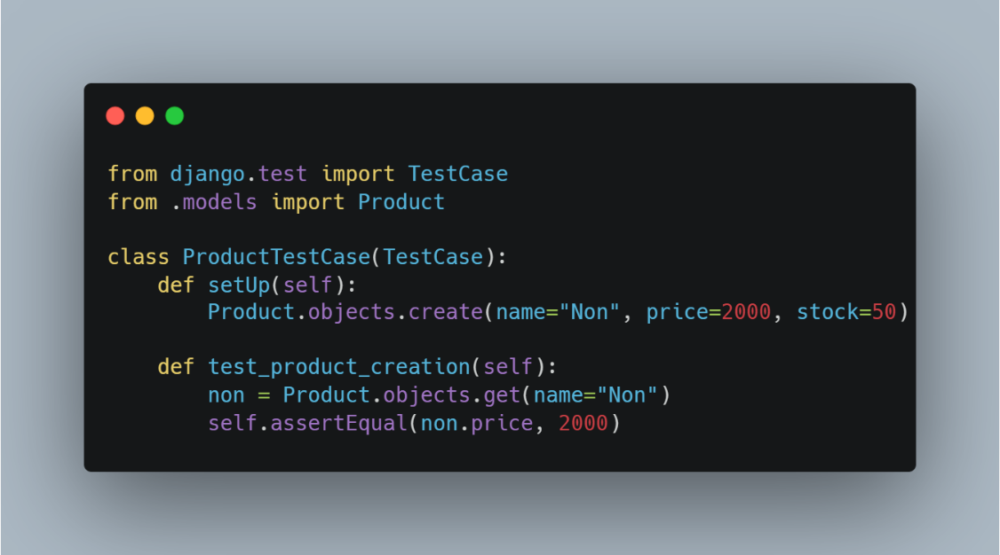 from django.test import TestCase
from .models import Product

class ProductTestCase(TestCase):
    def setUp(self):
        Product.objects.create(name="Non", price=2000, stock=50)

    def test_product_creation(self):
        non = Product.objects.get(name="Non")
        self.assertEqual(non.price, 2000)